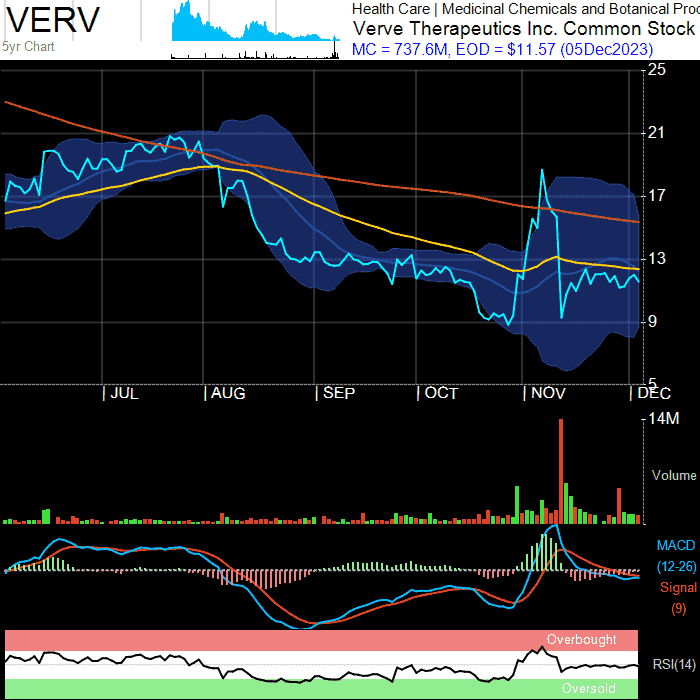 VERV
5yr Chart
Health Care | Medicinal Chemicals and Botanical Proc
Verve Therapeutics Inc. Common Stock
MC = 737.6M, EOD = $11.57 (05Dec2023)
25
21
17
13
9
5
| JUL | AUG | SEP | OCT | NOV | DEC
14M
Volume
MACD
(12-26)
Signal
(9)
Overbought
RSI(14)
Oversold